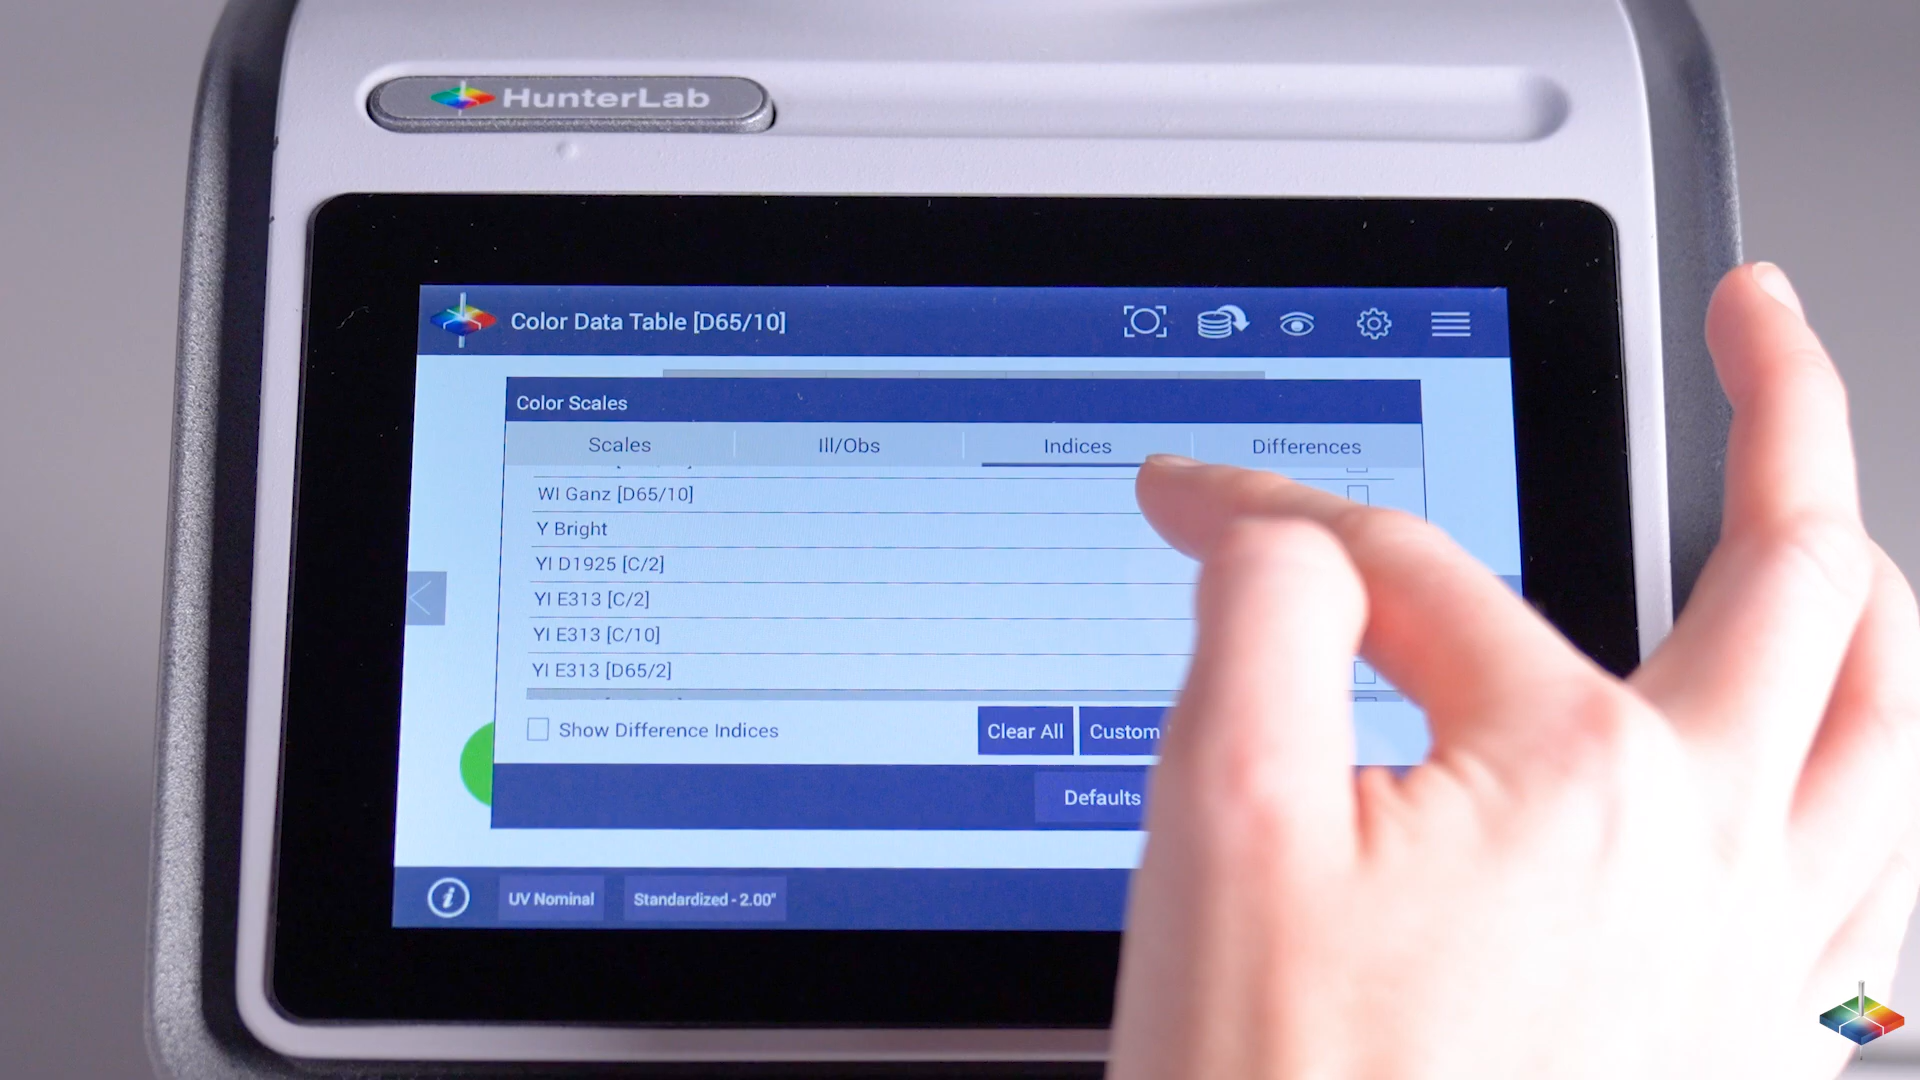 HunterLab
Color Data Table [D65/10]
Color Scales
Scales Ill/Obs Indices Differences
WI Ganz [D65/10]
Y Bright
YI D1925 [C/2]
YI E313 [C/2]
YI E313 [C/10]
YI E313 [D65/2]
Show Difference Indices Clear All Custom
Defaults
i UV Nominal Standardized - 2.00"